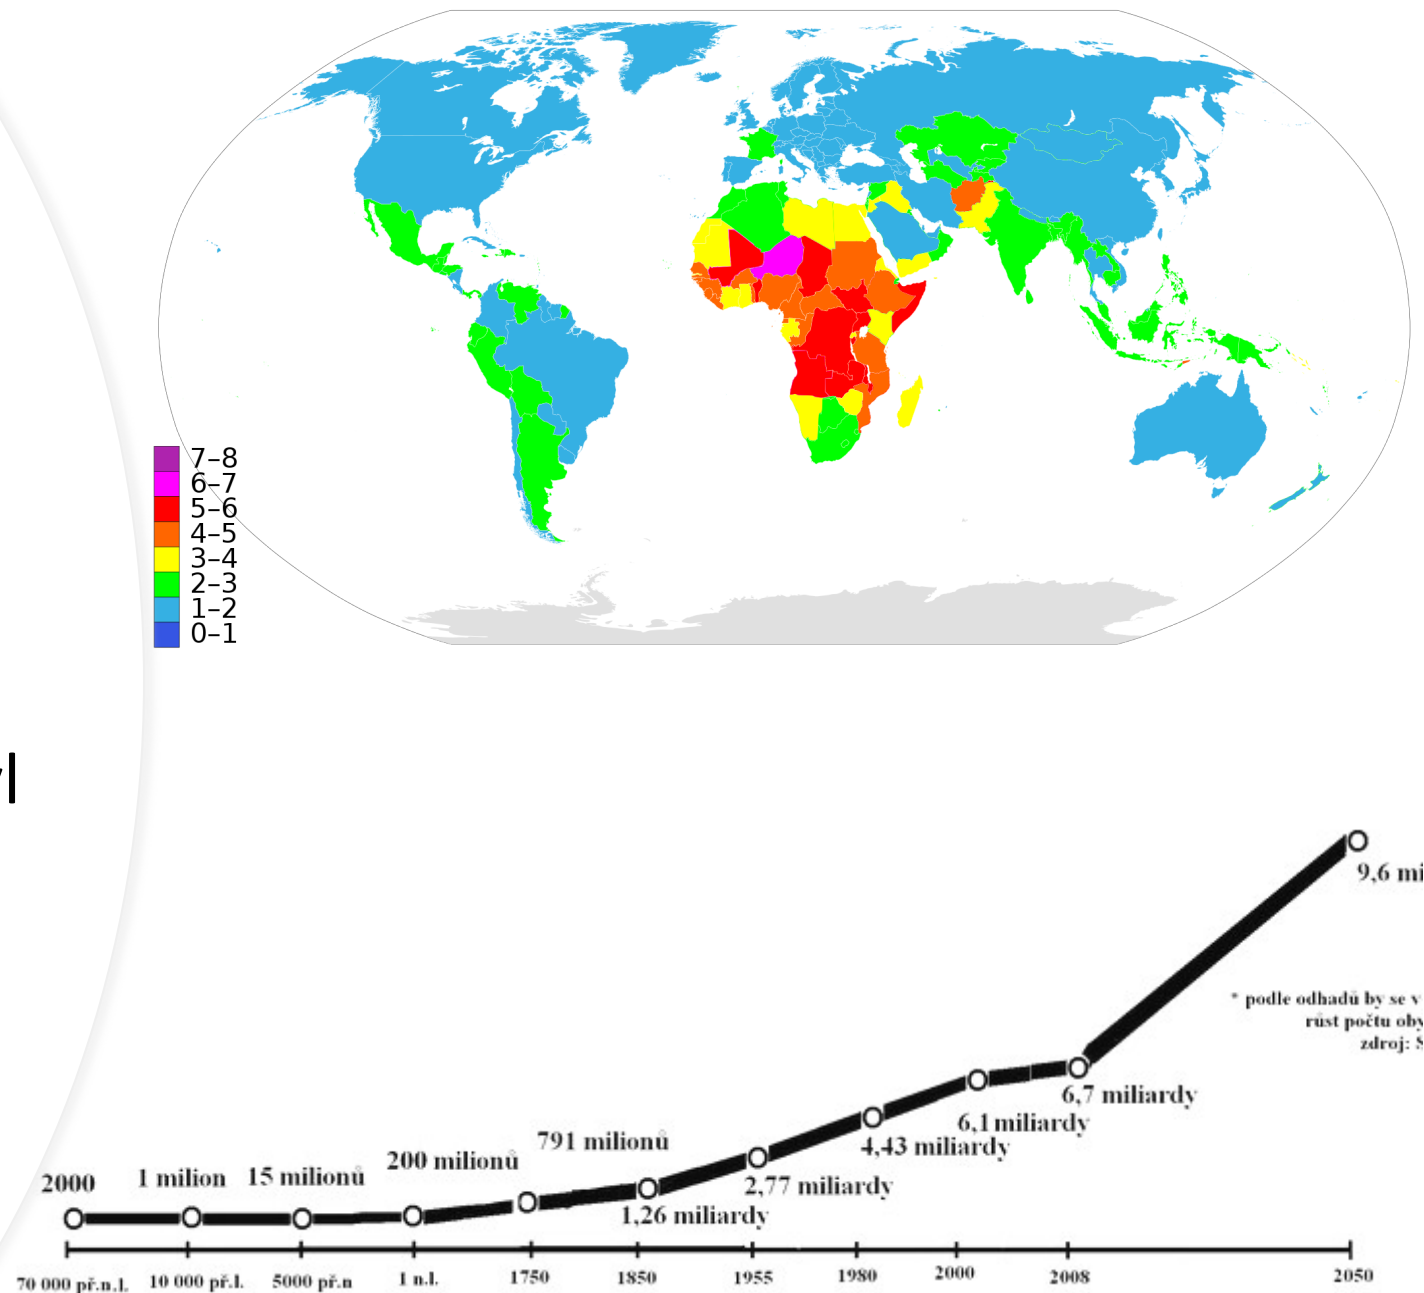 7–8
6–7
5–6
4–5
3–4
2–3
1–2
0–1
9,6
* podle odhadů by se v
růst počtu
zdroj:
6,7 miliardy
6,1 miliardy
4,43 miliardy
2,77 miliardy
1,26 miliardy
791 milionů
200 milionů
15 milionů
1 milion
2000
70 000 př.n.l. 10 000 př.l. 5000 př.n 1 n.l. 1750 1850 1955 1980 2000 2008 2050